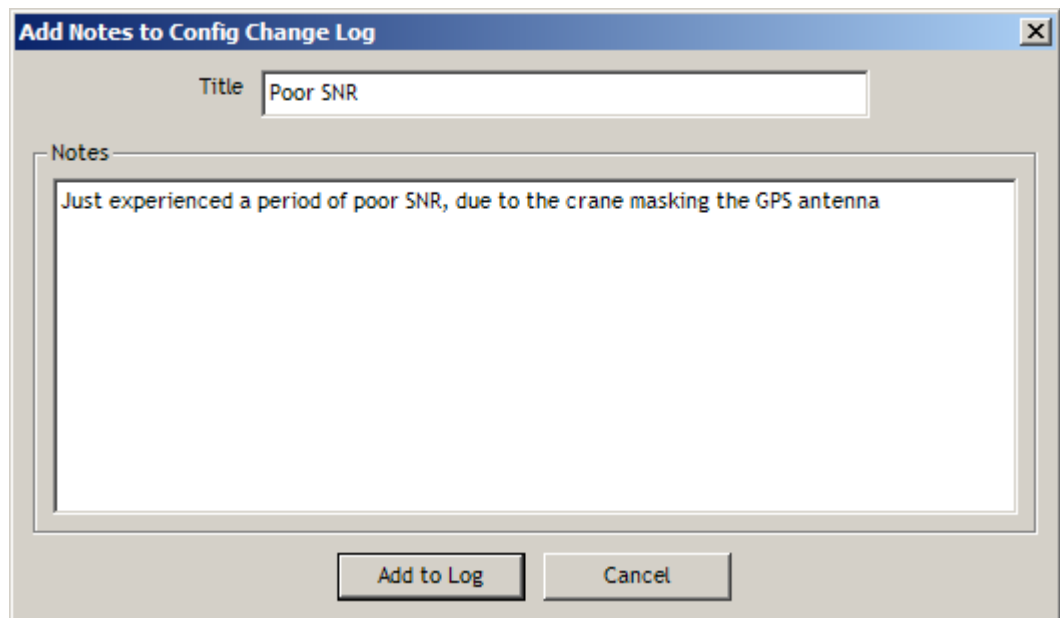 Add Notes to Config Change Log
Title
Poor SNR
Notes
Just experienced a period of poor SNR, due to the crane masking the GPS antenna
Add to Log
Cancel